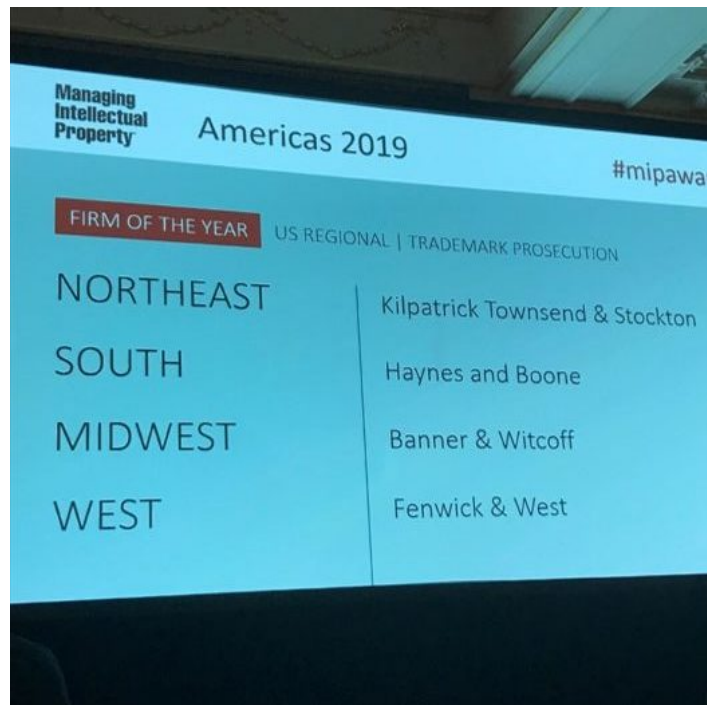 Managing
Intellectual
Property
Americas 2019
#mipawa
FIRM OF THE YEAR
US REGIONAL | TRADEMARK PROSECUTION
NORTHEAST
Kilpatrick Townsend & Stockton
SOUTH
Haynes and Boone
MIDWEST
Banner & Witcoff
WEST
Fenwick & West